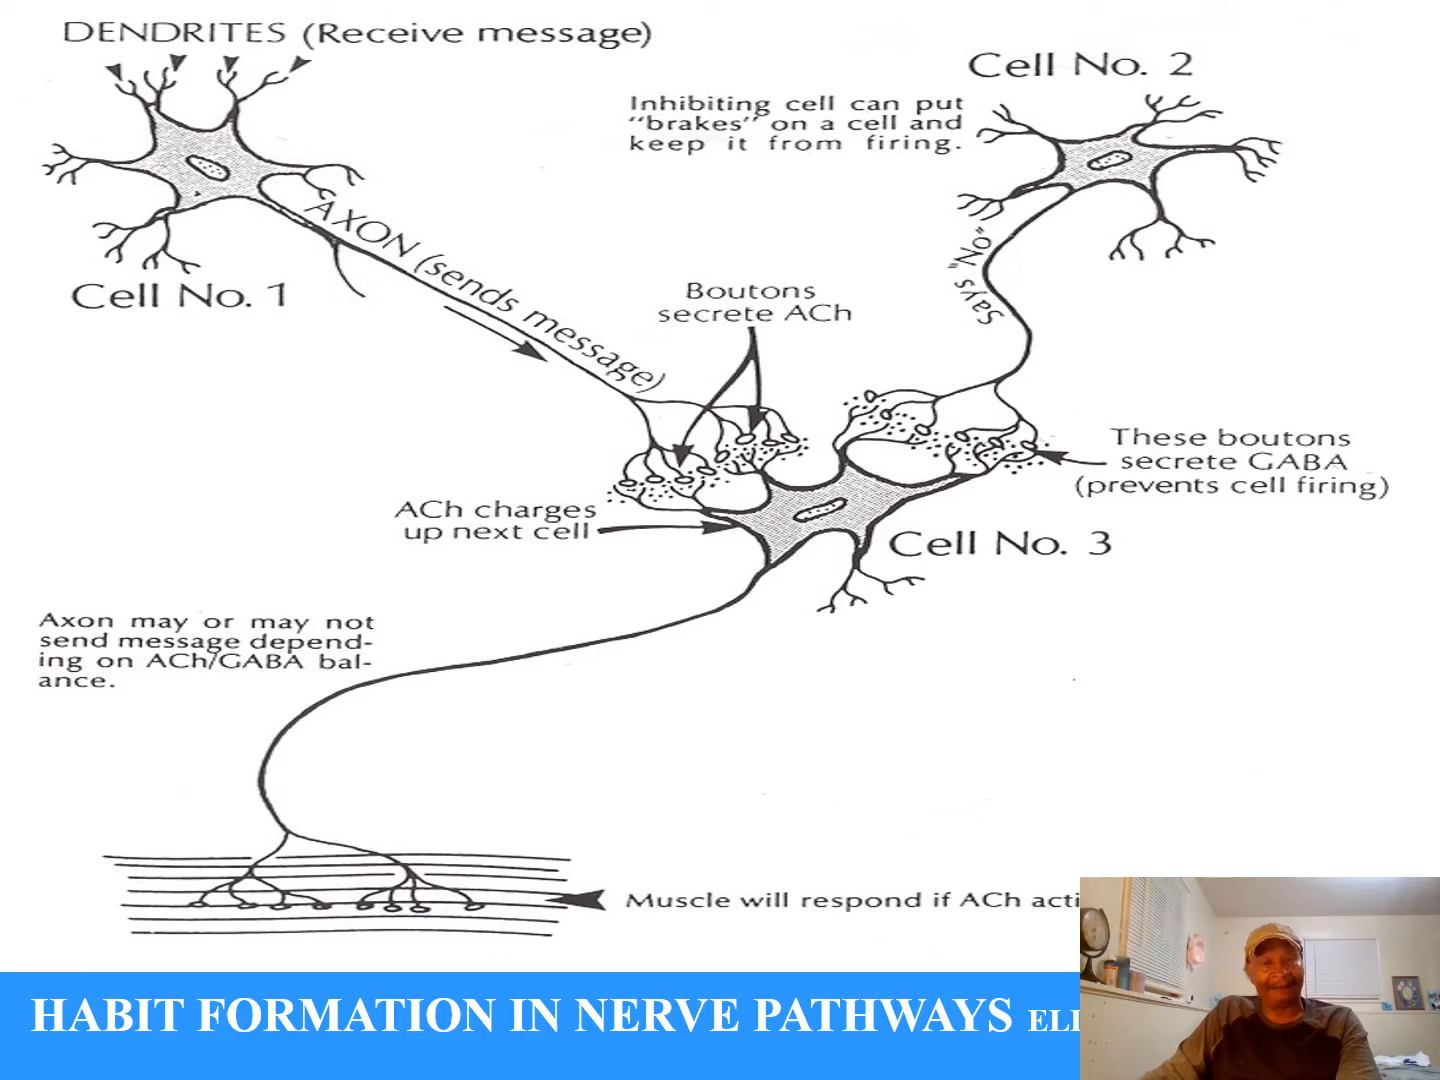 DENDRITES (Receive message)
Cell No. 2
Inhibiting cell can put
"brakes" on a cell and
keep it from firing.
AXON (sends message)
Says "No"
Cell No. 1
Boutons
secrete ACh
These boutons
secrete GABA
(prevents cell firing)
ACh charges
up next cell
Cell No. 3
Axon may or may not
send message depend-
ing on ACh/GABA bal-
ance.
Muscle will respond if ACh
HABIT FORMATION IN NERVE PATHWAYS